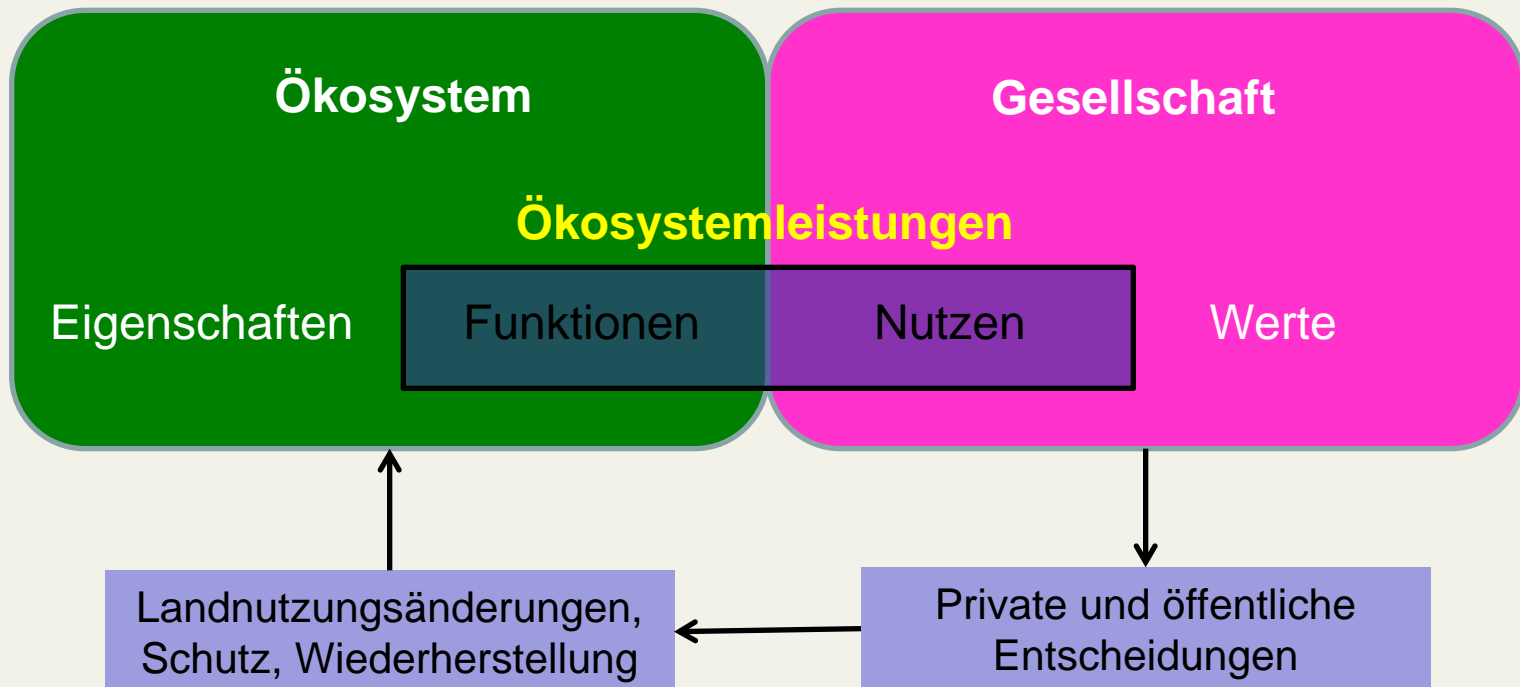 Ökosystem
Gesellschaft
Ökosystemleistungen
Eigenschaften
Funktionen
Nutzen
Werte
Landnutzungsänderungen,
Schutz, Wiederherstellung
Private und öffentliche
Entscheidungen